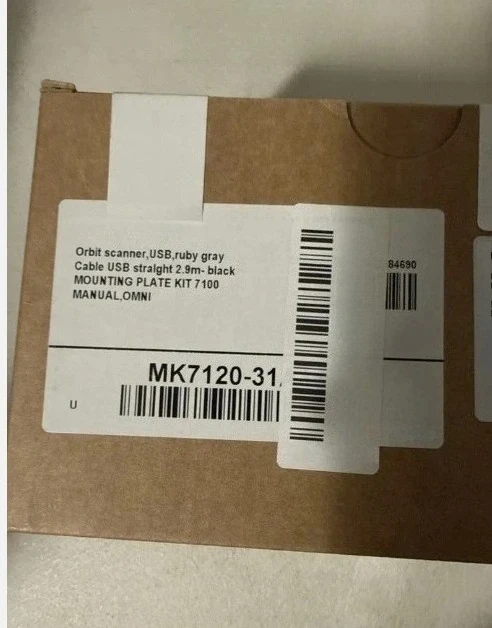 Orbit scanner,USB,ruby gray
Cable USB straight 2.9m- black
MOUNTING PLATE KIT 7100
MANUAL,OMNI
84690
MK7120-31
U